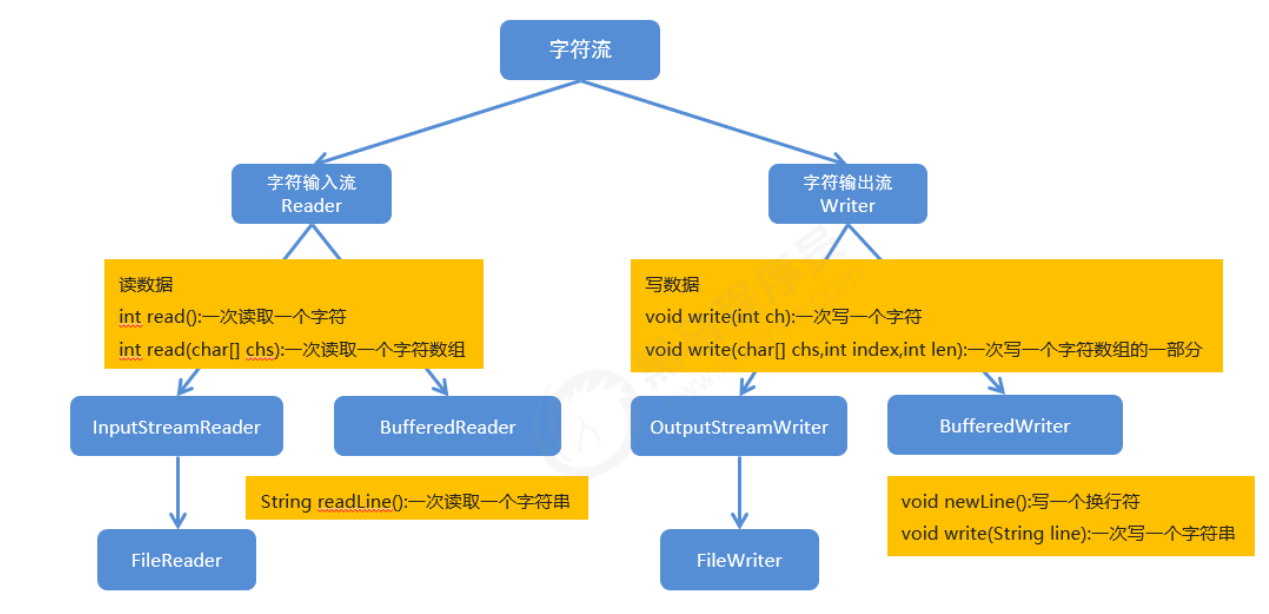 字符流
字符输入流
Reader
字符输出流
Writer
读数据
int read():一次读取一个字符
int read(char[] chs):一次读取一个字符数组
写数据
void write(int ch):一次写一个字符
void write(char[] chs,int index,int len):一次写一个字符数组的一部分
InputStreamReader
BufferedReader
OutputStreamWriter
BufferedWriter
String readLine():一次读取一个字符串
void newLine():写一个换行符
void write(String line):一次写一个字符串
FileReader
FileWriter